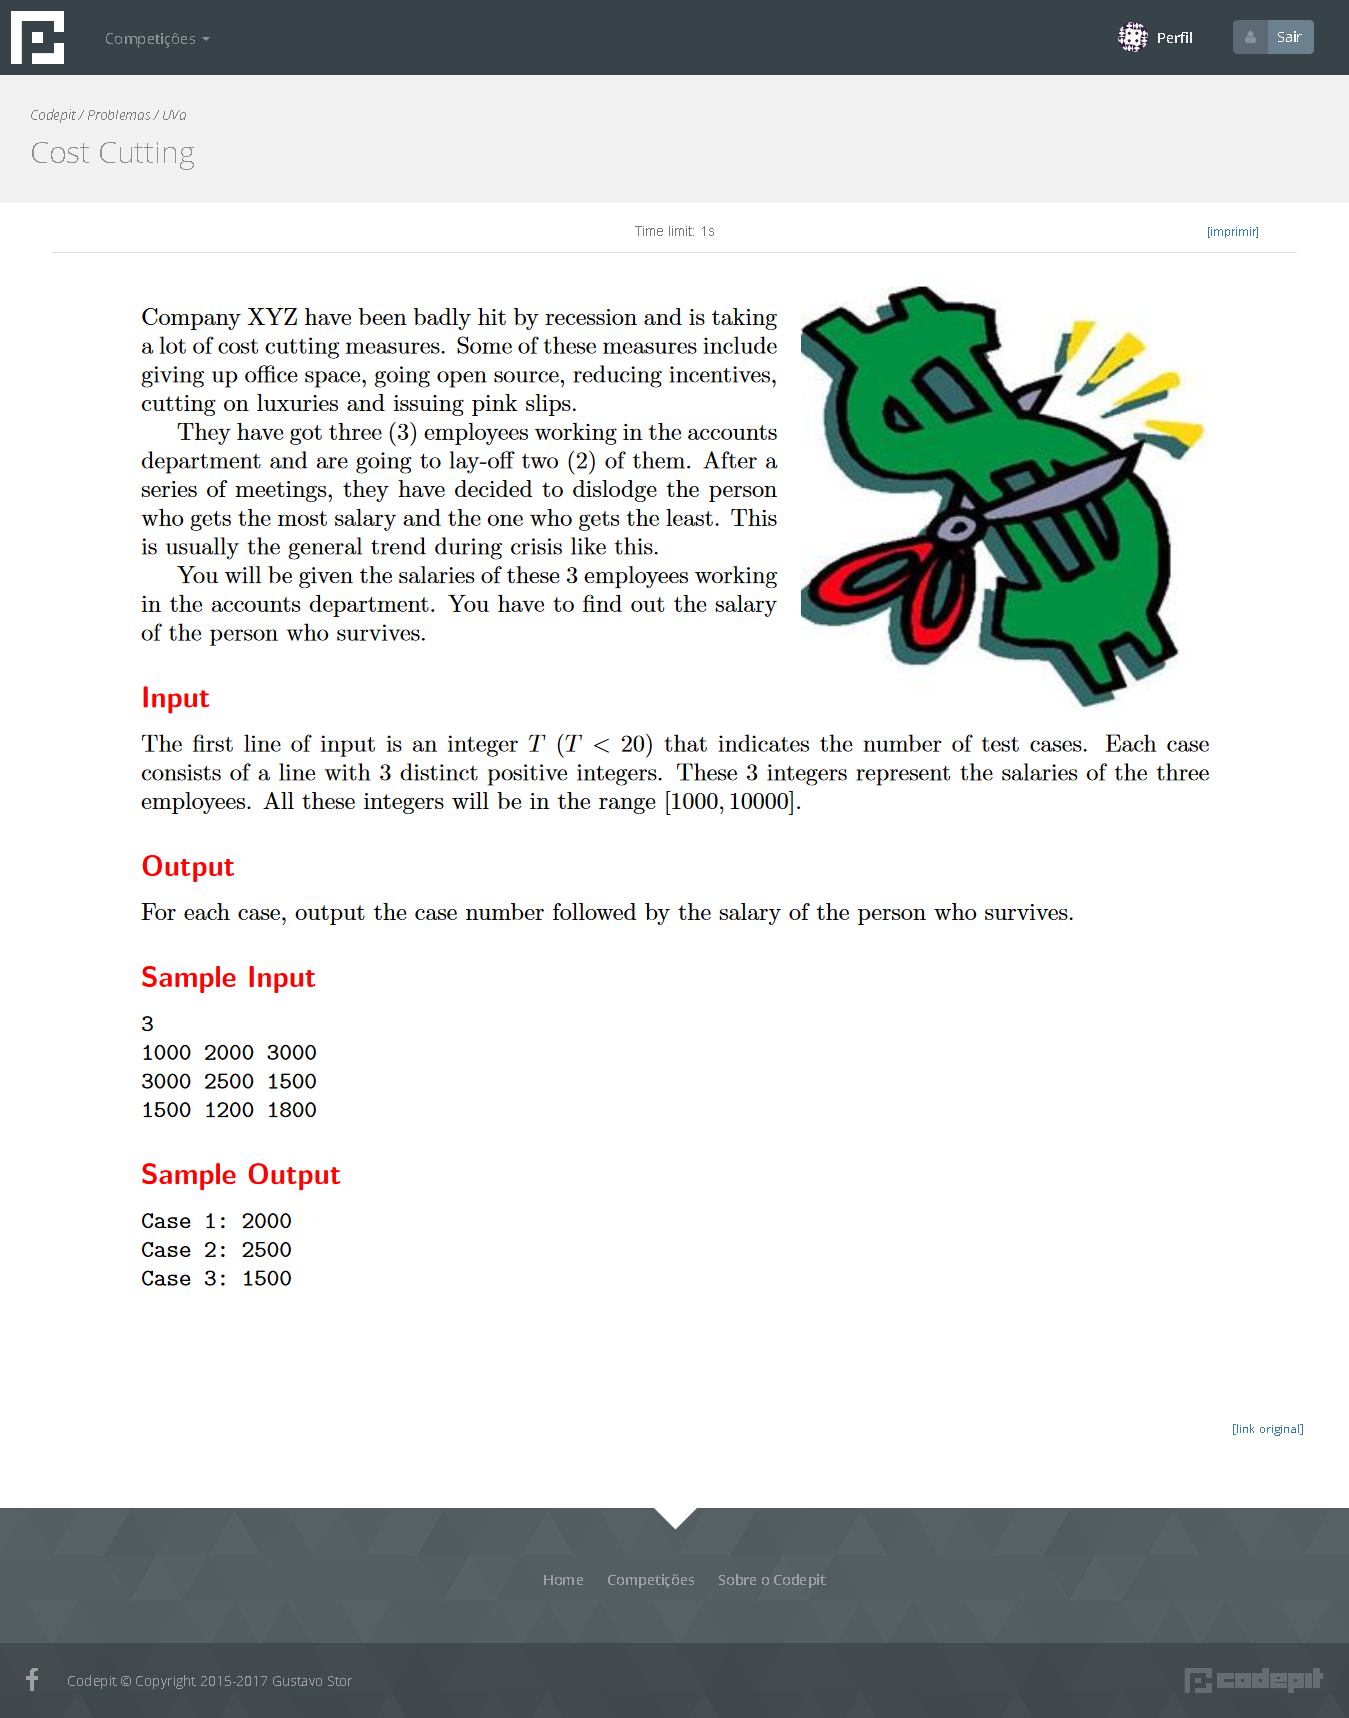 Competições
Perfil
Sair
Codepit / Problemas / UVa
Cost Cutting
Time limit: 1s
[imprimir]
Company XYZ have been badly hit by recession and is taking
a lot of cost cutting measures. Some of these measures include
giving up office space, going open source, reducing incentives,
cutting on luxuries and issuing pink slips.
They have got three (3) employees working in the accounts
department and are going to lay-off two (2) of them. After a
series of meetings, they have decided to dislodge the person
who gets the most salary and the one who gets the least. This
is usually the general trend during crisis like this.
You will be given the salaries of these 3 employees working
in the accounts department. You have to find out the salary
of the person who survives.
Input
The first line of input is an integer T (T < 20) that indicates the number of test cases. Each case
consists of a line with 3 distinct positive integers. These 3 integers represent the salaries of the three
employees. All these integers will be in the range [1000, 10000].
Output
For each case, output the case number followed by the salary of the person who survives.
Sample Input
3
1000 2000 3000
3000 2500 1500
1500 1200 1800
Sample Output
Case 1: 2000
Case 2: 2500
Case 3: 1500
[link original]
Home Competições Sobre o Codepit
Codepit © Copyright 2015-2017 Gustavo Stor
codepit